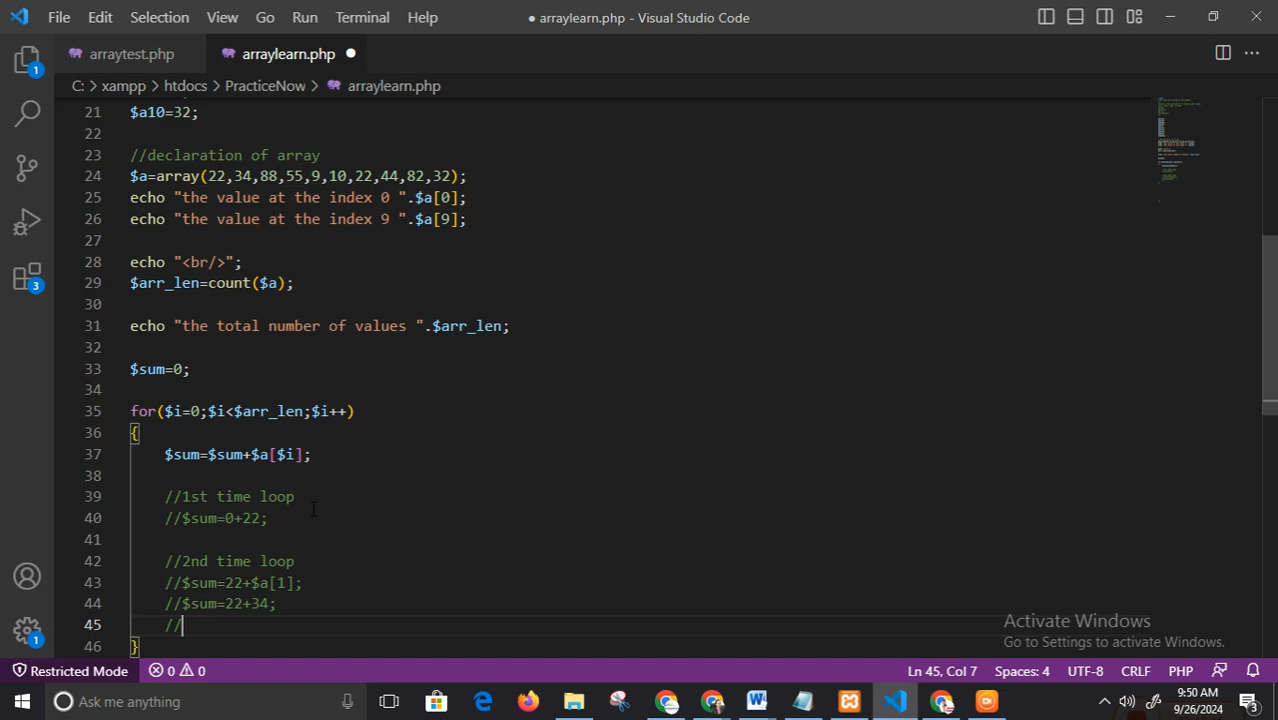 File Edit Selection View Go Run Terminal Help
● arraylearn.php - Visual Studio Code
arraytest.php
arraylearn.php ●
C: > xampp > htdocs > PracticeNow > arraylearn.php
21 $a10=32;
22
23 //declaration of array
24 $a=array(22,34,88,55,9,10,22,44,82,32);
25 echo "the value at the index 0 ".$a[0];
26 echo "the value at the index 9 ".$a[9];
27
28 echo "<br/>";
29 $arr_len=count($a);
30
31 echo "the total number of values ".$arr_len;
32
33 $sum=0;
34
35 for($i=0;$i<$arr_len;$i++)
36 {
37 $sum=$sum+$a[$i];
38
39 //1st time loop
40 //$sum=0+22;
41
42 //2nd time loop
43 //$sum=22+$a[1];
44 //$sum=22+34;
45 //
46 }
1
3
1
Activate Windows
Go to Settings to activate Windows.
Restricted Mode 0 0 Ln 45, Col 7 Spaces: 4 UTF-8 CRLF PHP
Ask me anything
9:50 AM
9/26/2024
3